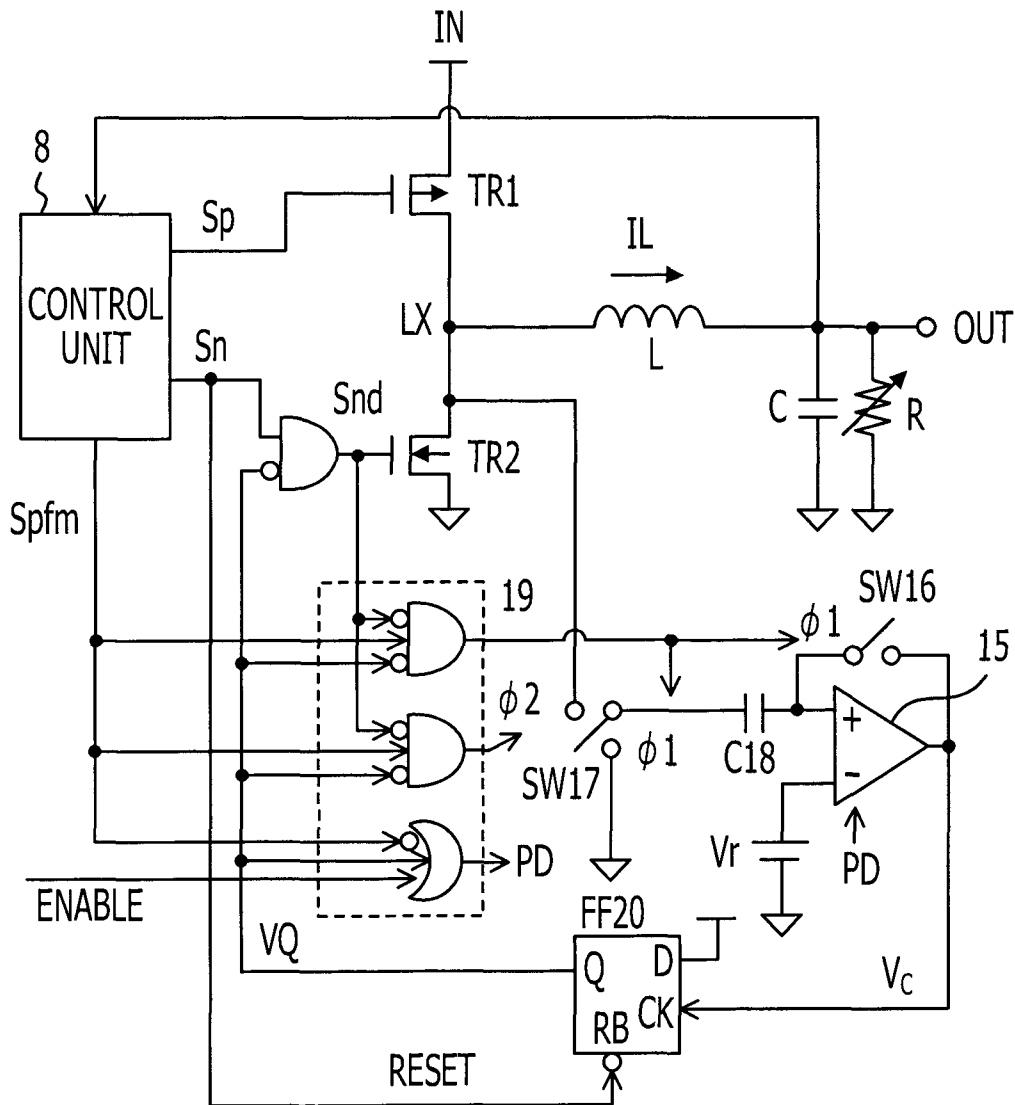 IN
8
Sp
TR1
IL
CONTROL
UNIT
LX
L
OUT
Sn
Snd
C
R
TR2
Spfm
19
SW16
ϕ1
15
ϕ2
+
C18
ϕ1
SW17
-
Vr
PD
PD
ENABLE
FF20
VQ
Q
D
VC
CK
RB
RESET